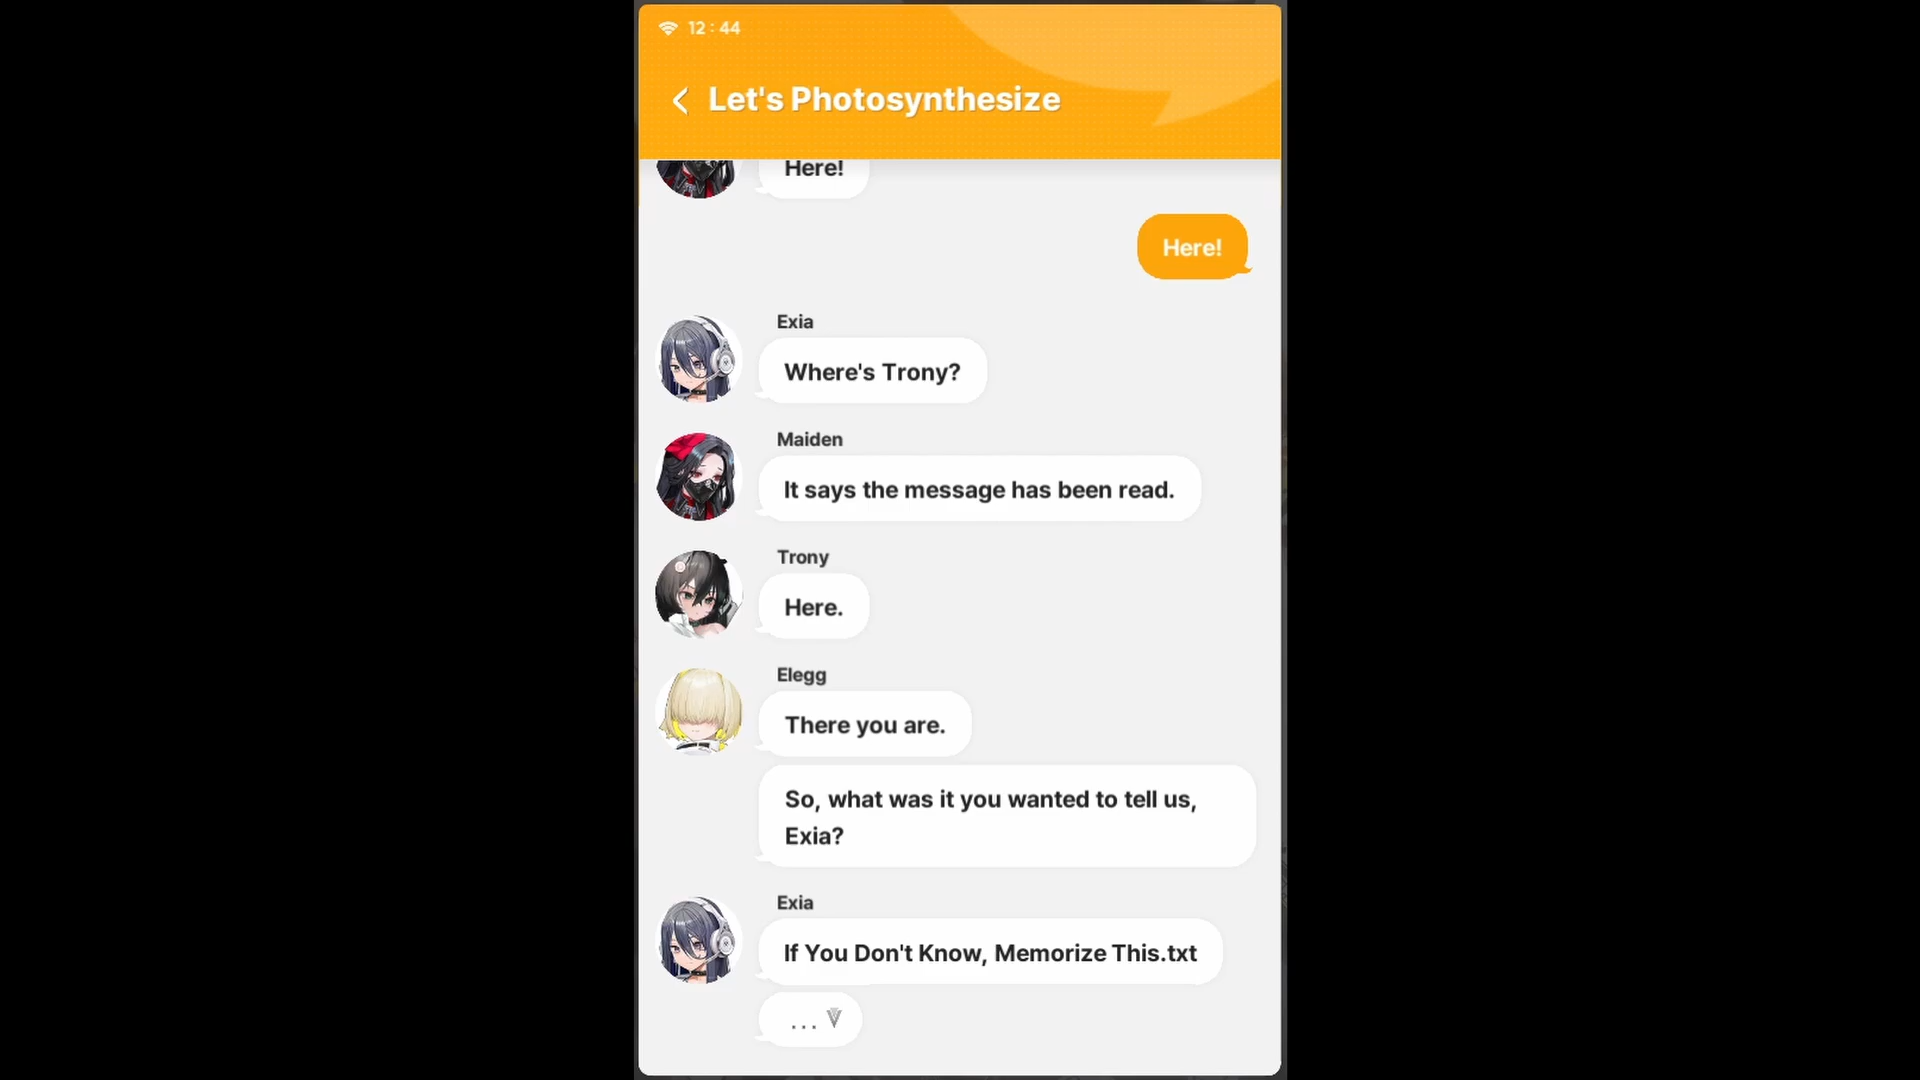 12:44
Let's Photosynthesize
Here!
Here!
Exia
Where's Trony?
Maiden
It says the message has been read.
Trony
Here.
Elegg
There you are.
So, what was it you wanted to tell us,
Exia?
Exia
If You Don't Know, Memorize This.txt
...